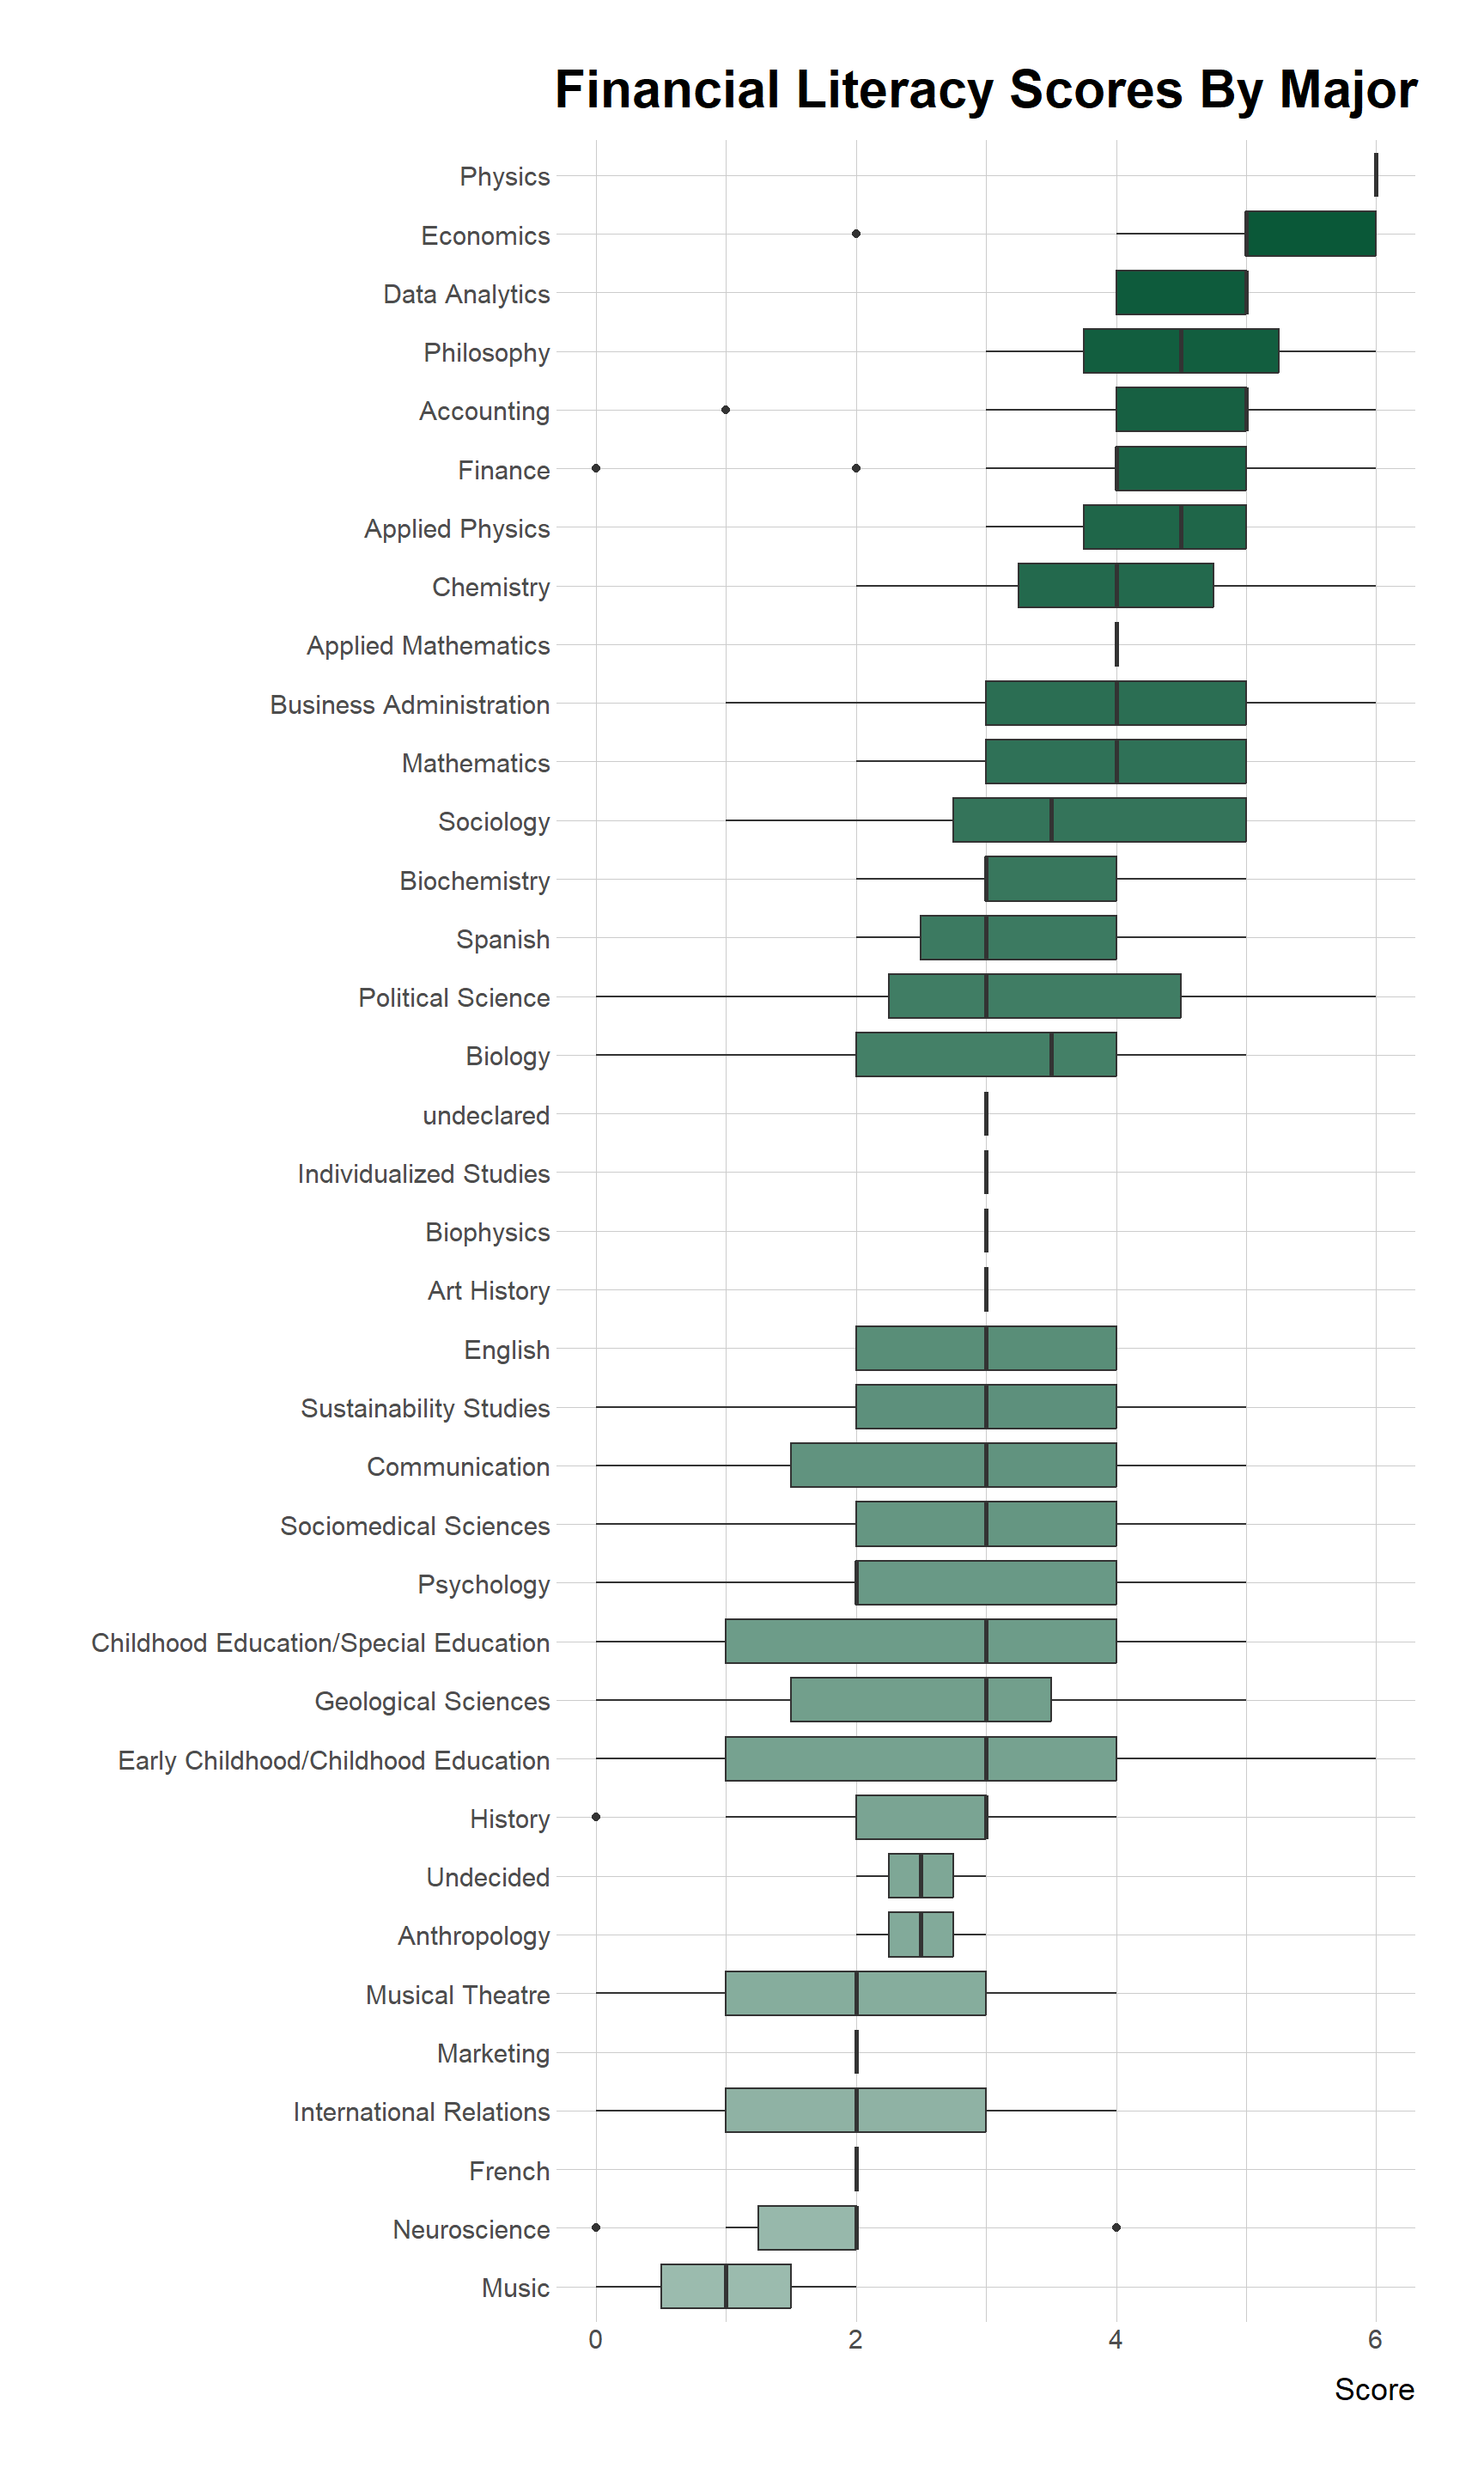 Financial Literacy Scores By Major
Physics
Economics
Data Analytics
Philosophy
Accounting
Finance
Applied Physics
Chemistry
Applied Mathematics
Business Administration
Mathematics
Sociology
Biochemistry
Spanish
Political Science
Biology
undeclared
Individualized Studies
Biophysics
Art History
English
Sustainability Studies
Communication
Sociomedical Sciences
Psychology
Childhood Education/Special Education
Geological Sciences
Early Childhood/Childhood Education
History
Undecided
Anthropology
Musical Theatre
Marketing
International Relations
French
Neuroscience
Music
0 2 4 6
Score